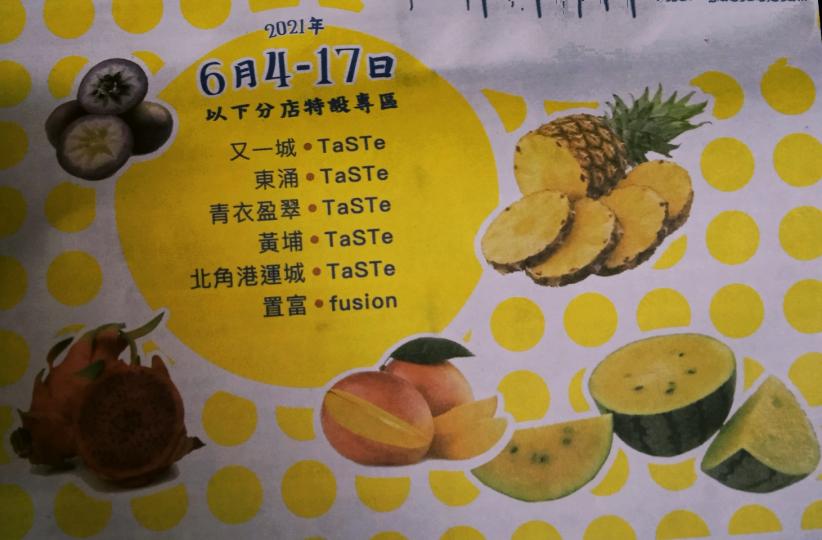 2021年
6月4-17日
以下分店特設專區
又一城•TaSTe
東涌•TaSTe
青衣盈翠•TaSTe
黃埔•TaSTe
北角港運城•TaSTe
置富•fusion